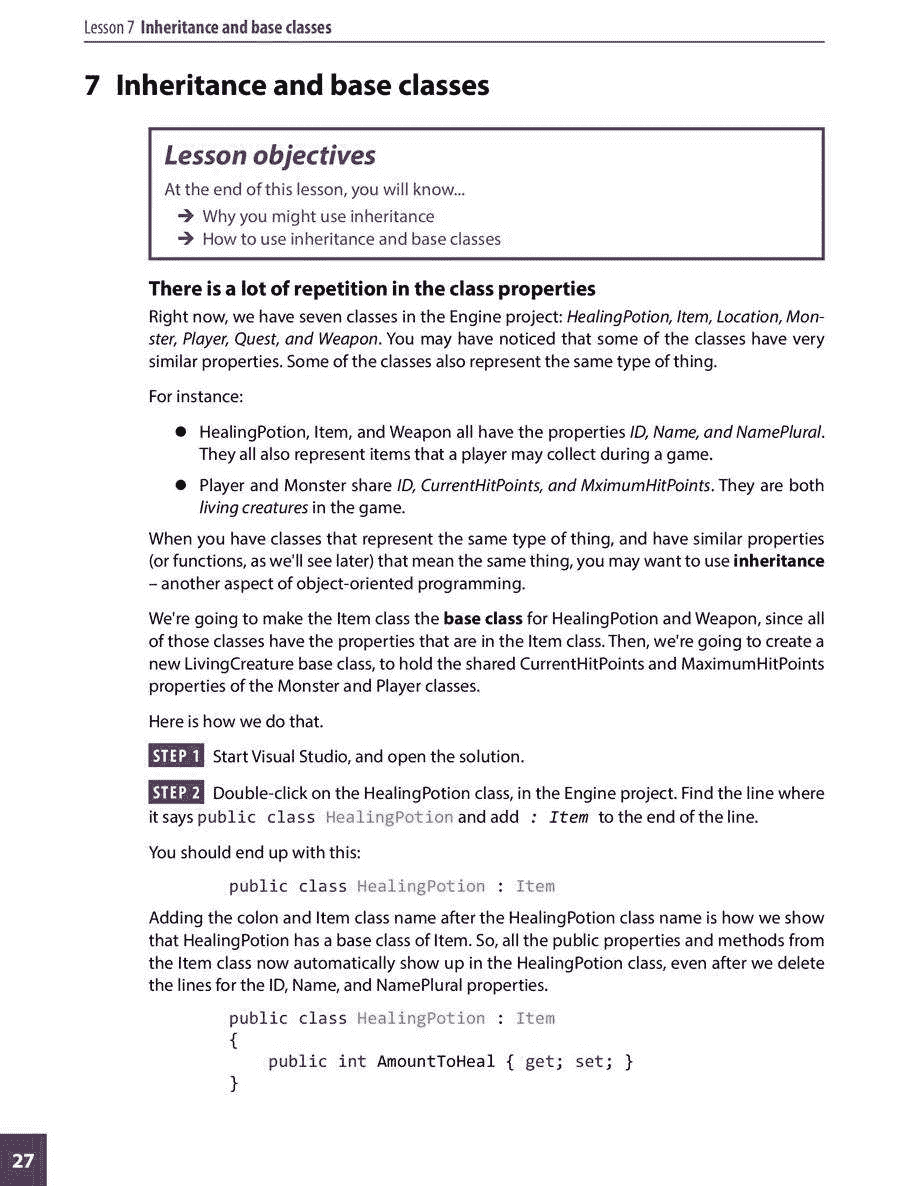 Lesson 7 Inheritance and base classes
7 Inheritance and base classes
Lesson objectives
At the end of this lesson, you will know...
➔ Why you might use inheritance
➔ How to use inheritance and base classes
There is a lot of repetition in the class properties
Right now, we have seven classes in the Engine project: HealingPotion, Item, Location, Mon-
ster, Player, Quest, and Weapon. You may have noticed that some of the classes have very
similar properties. Some of the classes also represent the same type of thing.
For instance:
● HealingPotion, Item, and Weapon all have the properties ID, Name, and NamePlural.
They all also represent items that a player may collect during a game.
● Player and Monster share ID, CurrentHitPoints, and MximumHitPoints. They are both
living creatures in the game.
When you have classes that represent the same type of thing, and have similar properties
(or functions, as we'll see later) that mean the same thing, you may want to use inheritance
– another aspect of object-oriented programming.
We're going to make the Item class the base class for HealingPotion and Weapon, since all
of those classes have the properties that are in the Item class. Then, we're going to create a
new LivingCreature base class, to hold the shared CurrentHitPoints and MaximumHitPoints
properties of the Monster and Player classes.
Here is how we do that.
STEP 1 Start Visual Studio, and open the solution.
STEP 2 Double-click on the HealingPotion class, in the Engine project. Find the line where
it says public class HealingPotion and add : Item to the end of the line.
You should end up with this:
public class HealingPotion : Item
Adding the colon and Item class name after the HealingPotion class name is how we show
that HealingPotion has a base class of Item. So, all the public properties and methods from
the Item class now automatically show up in the HealingPotion class, even after we delete
the lines for the ID, Name, and NamePlural properties.
public class HealingPotion : Item
{
public int AmountToHeal { get; set; }
}
27